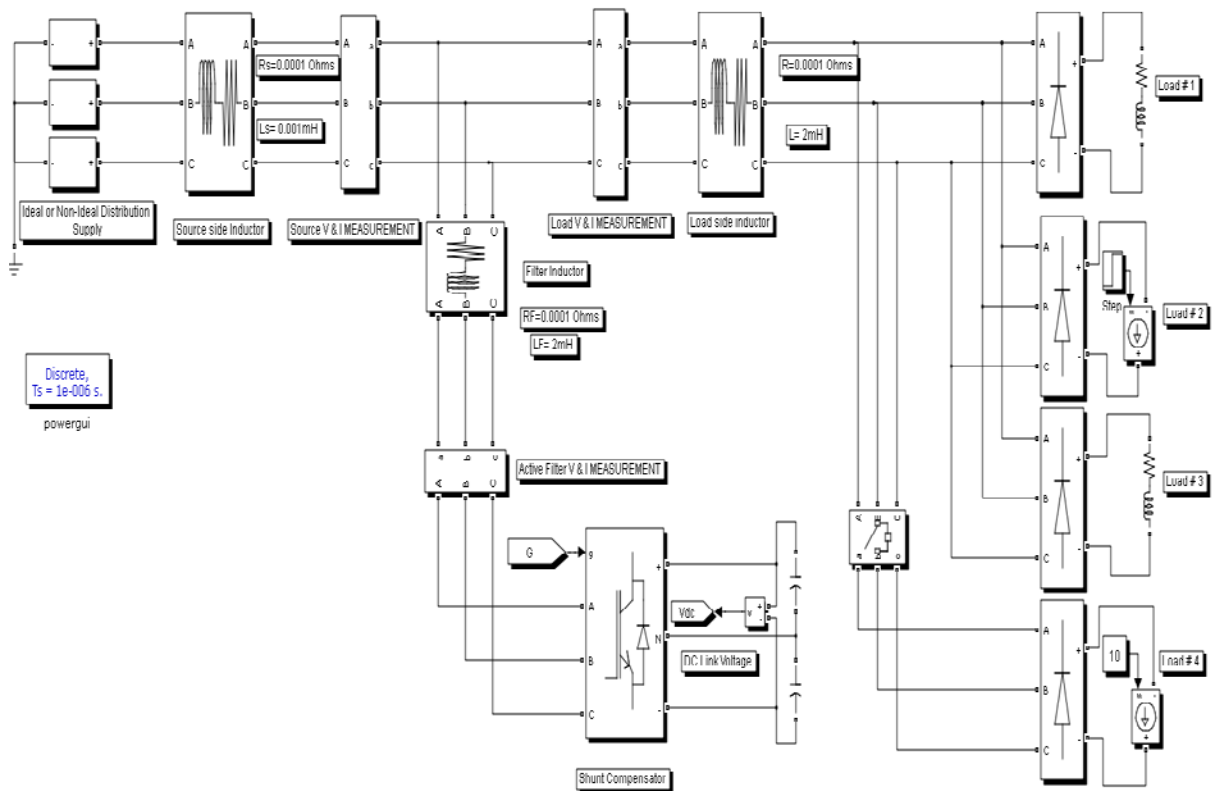 - +
A A
A a
A a
A A
A
+
Rs=0.0001 Ohms
R=0.0001 Ohms
Load # 1
- +
B B
B b
B b
B B
B
Ls= 0.001mH
L= 2mH
- +
C C
C c
C c
C C
C
-
Ideal or Non-Ideal Distribution
Supply
Source side Inductor
Source V & I MEASUREMENT
Load V & I MEASUREMENT
Load side inductor
A B C
A B C
Filter Inductor
RF=0.0001 Ohms
LF= 2mH
A
B
C
+
-
Step
Load # 2
Discrete,
Ts = 1e-006 s.
powergui
a b c
A B C
Active Filter V & I MEASUREMENT
A
B
C
+
-
Load # 3
G
g
A
B
C
+
N
-
Vdc
v
+
-
DC Link Voltage
Shunt Compensator
A B C
a b c
A
B
C
+
-
10
Load # 4